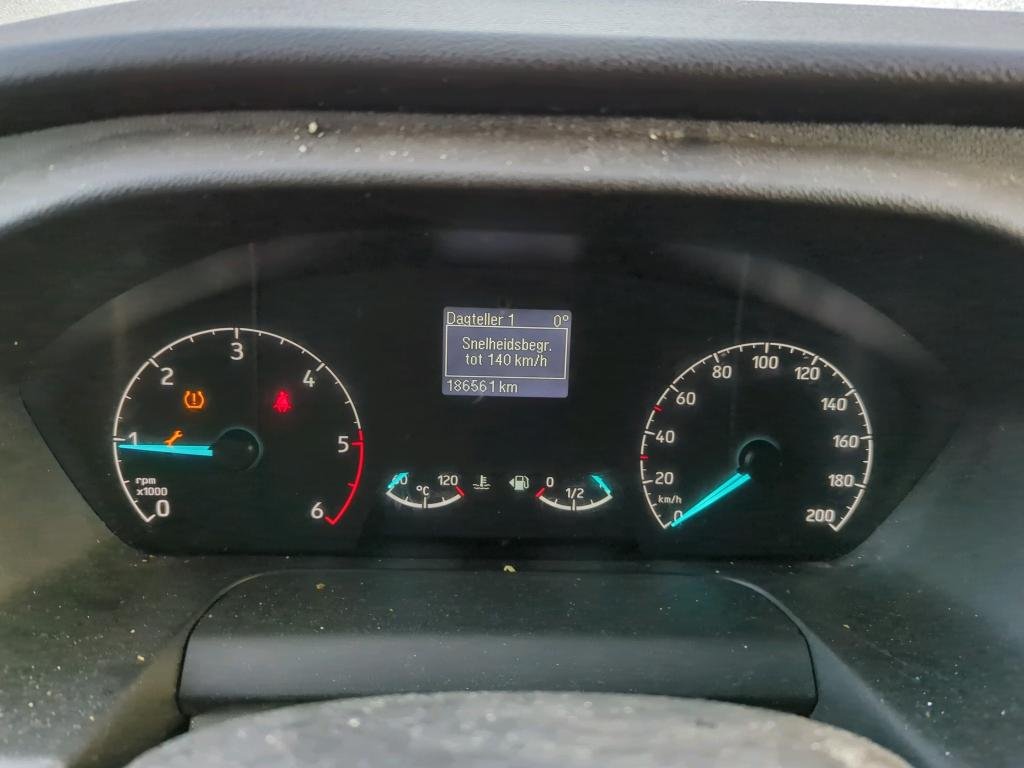 Dagteller 1 0°
Snelheidsbegr.
tot 140 km/h
186561 km
0 1 2 3 4 5 6
rpm
x1000
60 120
°C
0 1/2
0 20 40 60 80 100 120 140 160 180 200
km/h